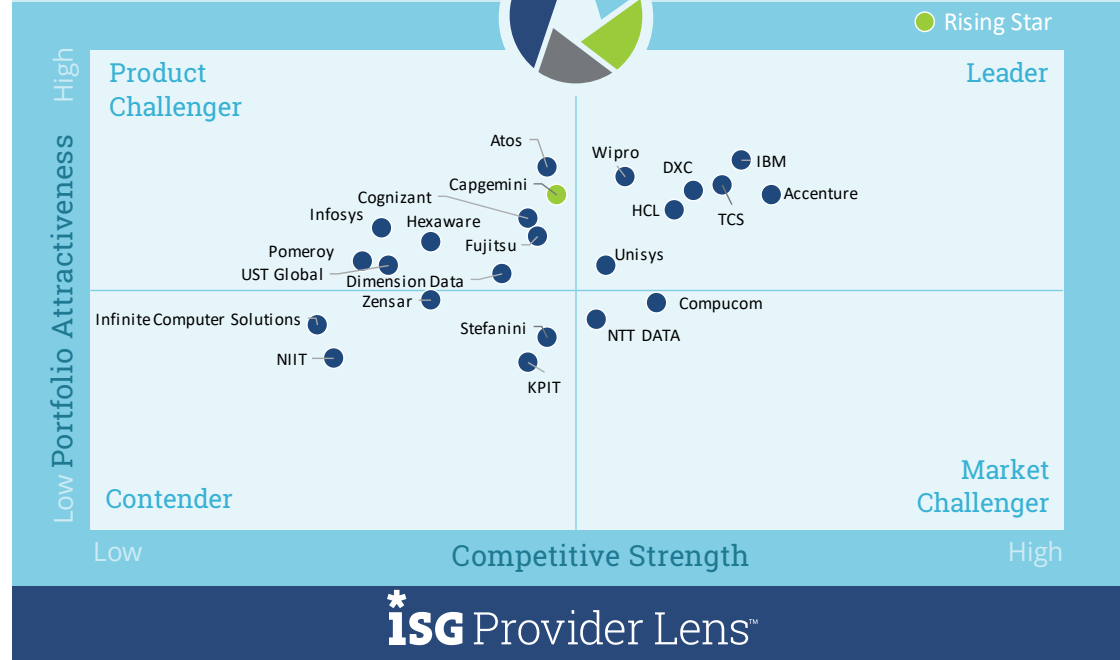 Rising Star
High
Product
Challenger
Leader
Atos
Wipro
IBM
DXC
Capgemini
Accenture
Cognizant
HCL
TCS
Infosys
Hexaware
Fujitsu
Pomeroy
Unisys
UST Global
Dimension Data
Zensar
Compucom
Infinite Computer Solutions
Stefanini
NTT DATA
NIIT
KPIT
Portfolio Attractiveness
Low
Contender
Market
Challenger
Low
Competitive Strength
High
*ISG Provider Lens™